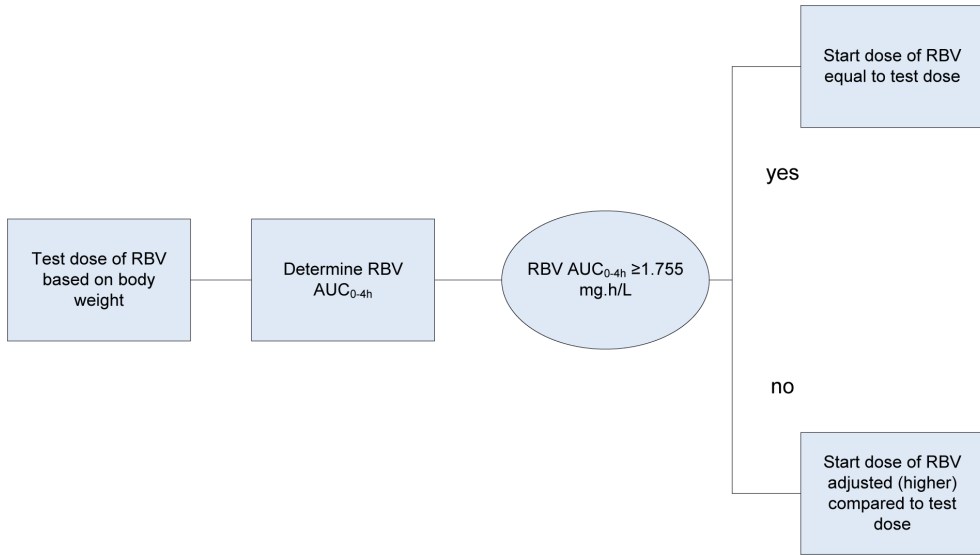 Start dose of RBV
equal to test dose
yes
Test dose of RBV
based on body
weight
Determine RBV
AUC0-4h
RBV AUC0-4h ≥1.755
mg.h/L
no
Start dose of RBV
adjusted (higher)
compared to test
dose